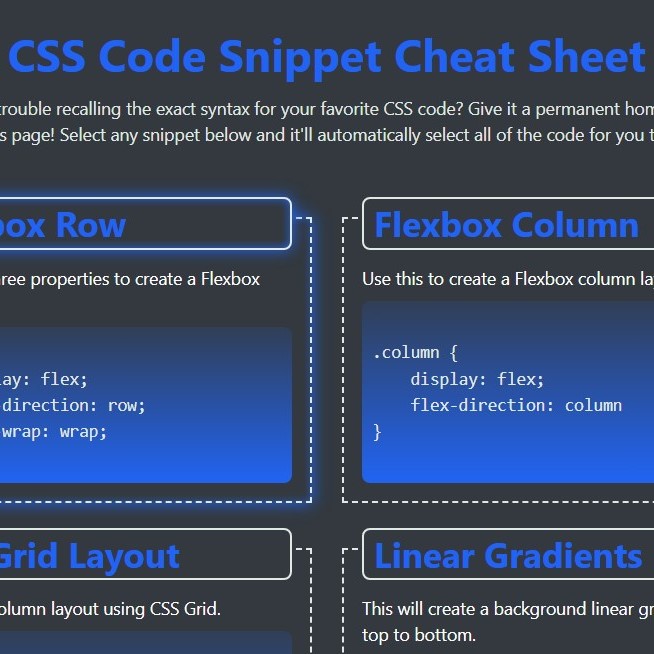 CSS Code Snippet Cheat Sheet
trouble recalling the exact syntax for your favorite CSS code? Give it a permanent hom
s page! Select any snippet below and it'll automatically select all of the code for you t
box Row
ree properties to create a Flexbox
lay: flex;
-direction: row;
wrap: wrap;
Flexbox Column
Use this to create a Flexbox column la
.column {
display: flex;
flex-direction: column
}
Grid Layout
olumn layout using CSS Grid.
Linear Gradients
This will create a background linear gr
top to bottom.